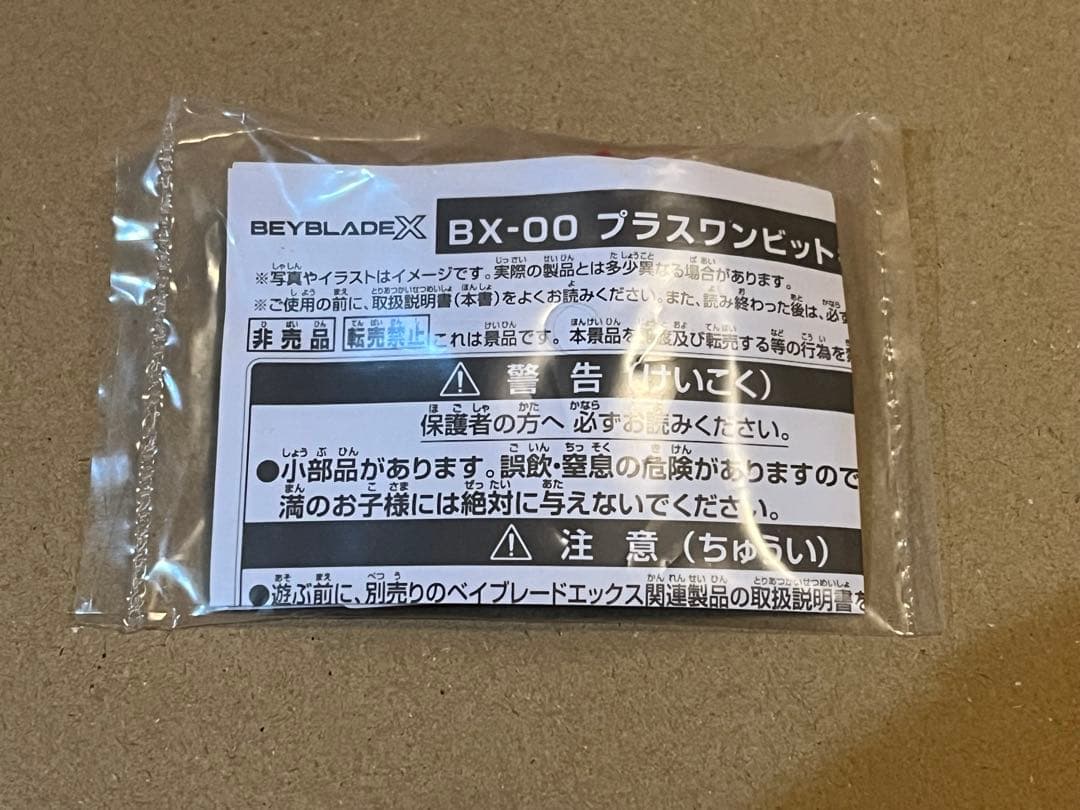 BEYBLADE X BX-00 プラスワンビット
※写真やイラストはイメージです。実際の製品とは多少異なる場合があります。
※ご使用の前に、取扱説明書(本書)をよくお読みください。また、読み終わった後は、必ず
非売品 転売禁止 これは景品です。本景品を 及び転売する等の行為を
⚠ 警告(けいこく)
保護者の方へ 必ずお読みください。
●小部品があります。誤飲・窒息の危険がありますので
満のお子様には絶対に与えないでください。
⚠ 注意(ちゅうい)
●遊ぶ前に、別売りのベイブレードエックス関連製品の取扱説明書を